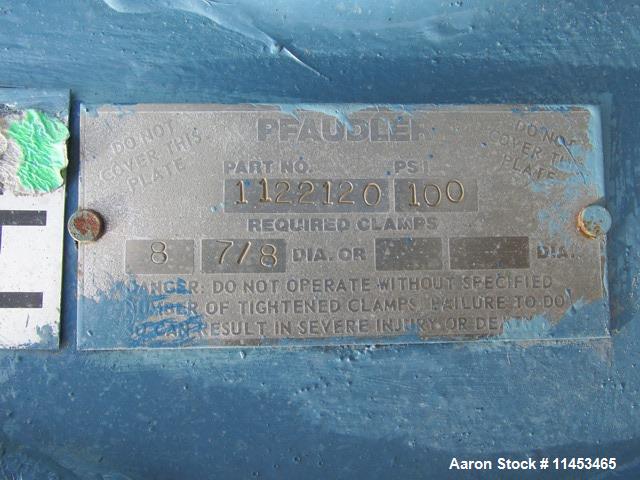 PFAUDLER
DO NOT
COVER THIS
PLATE
DO NOT
COVER THIS
PLATE
PART NO. PSI
1122120 100
REQUIRED CLAMPS
8 7/8 DIA. OR DIA.
DANGER: DO NOT OPERATE WITHOUT SPECIFIED
NUMBER OF TIGHTENED CLAMPS. FAILURE TO DO
SO CAN RESULT IN SEVERE INJURY OR DEATH
Aaron Stock # 11453465